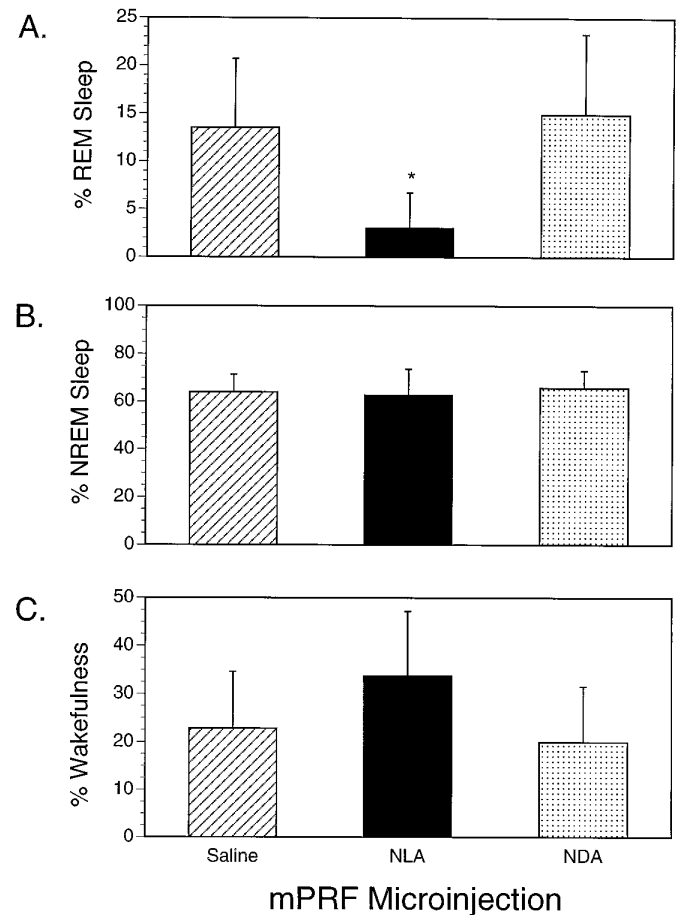 A.
% REM Sleep
25
20
15
10
5
0
*
B.
% NREM Sleep
100
80
60
40
20
0
C.
% Wakefulness
50
40
30
20
10
0
Saline NLA NDA
mPRF Microinjection